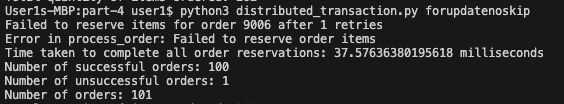 User1s-MBP:part-4 user1$ python3 distributed_transaction.py forupdatenoskip
Failed to reserve items for order 9006 after 1 retries
Error in process_order: Failed to reserve order items
Time taken to complete all order reservations: 37.57636380195618 milliseconds
Number of successful orders: 100
Number of unsuccessful orders: 1
Number of orders: 101